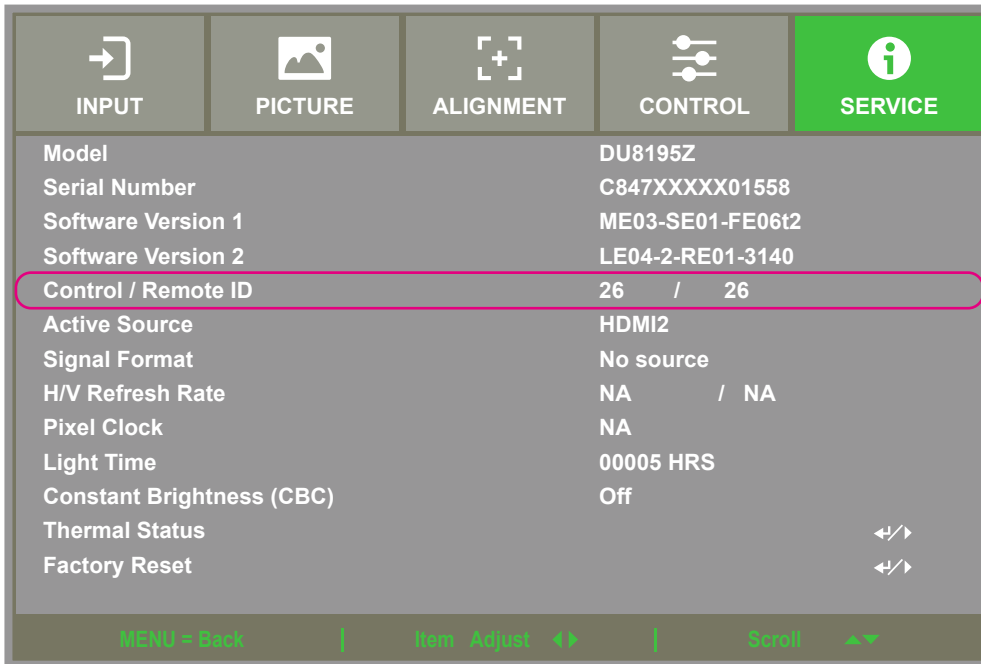 INPUT PICTURE ALIGNMENT CONTROL SERVICE
Model DU8195Z
Serial Number C847XXXXX01558
Software Version 1 ME03-SE01-FE06t2
Software Version 2 LE04-2-RE01-3140
Control / Remote ID 26 / 26
Active Source HDMI2
Signal Format No source
H/V Refresh Rate NA / NA
Pixel Clock NA
Light Time 00005 HRS
Constant Brightness (CBC) Off
Thermal Status
Factory Reset
MENU = Back | Item Adjust | Scroll